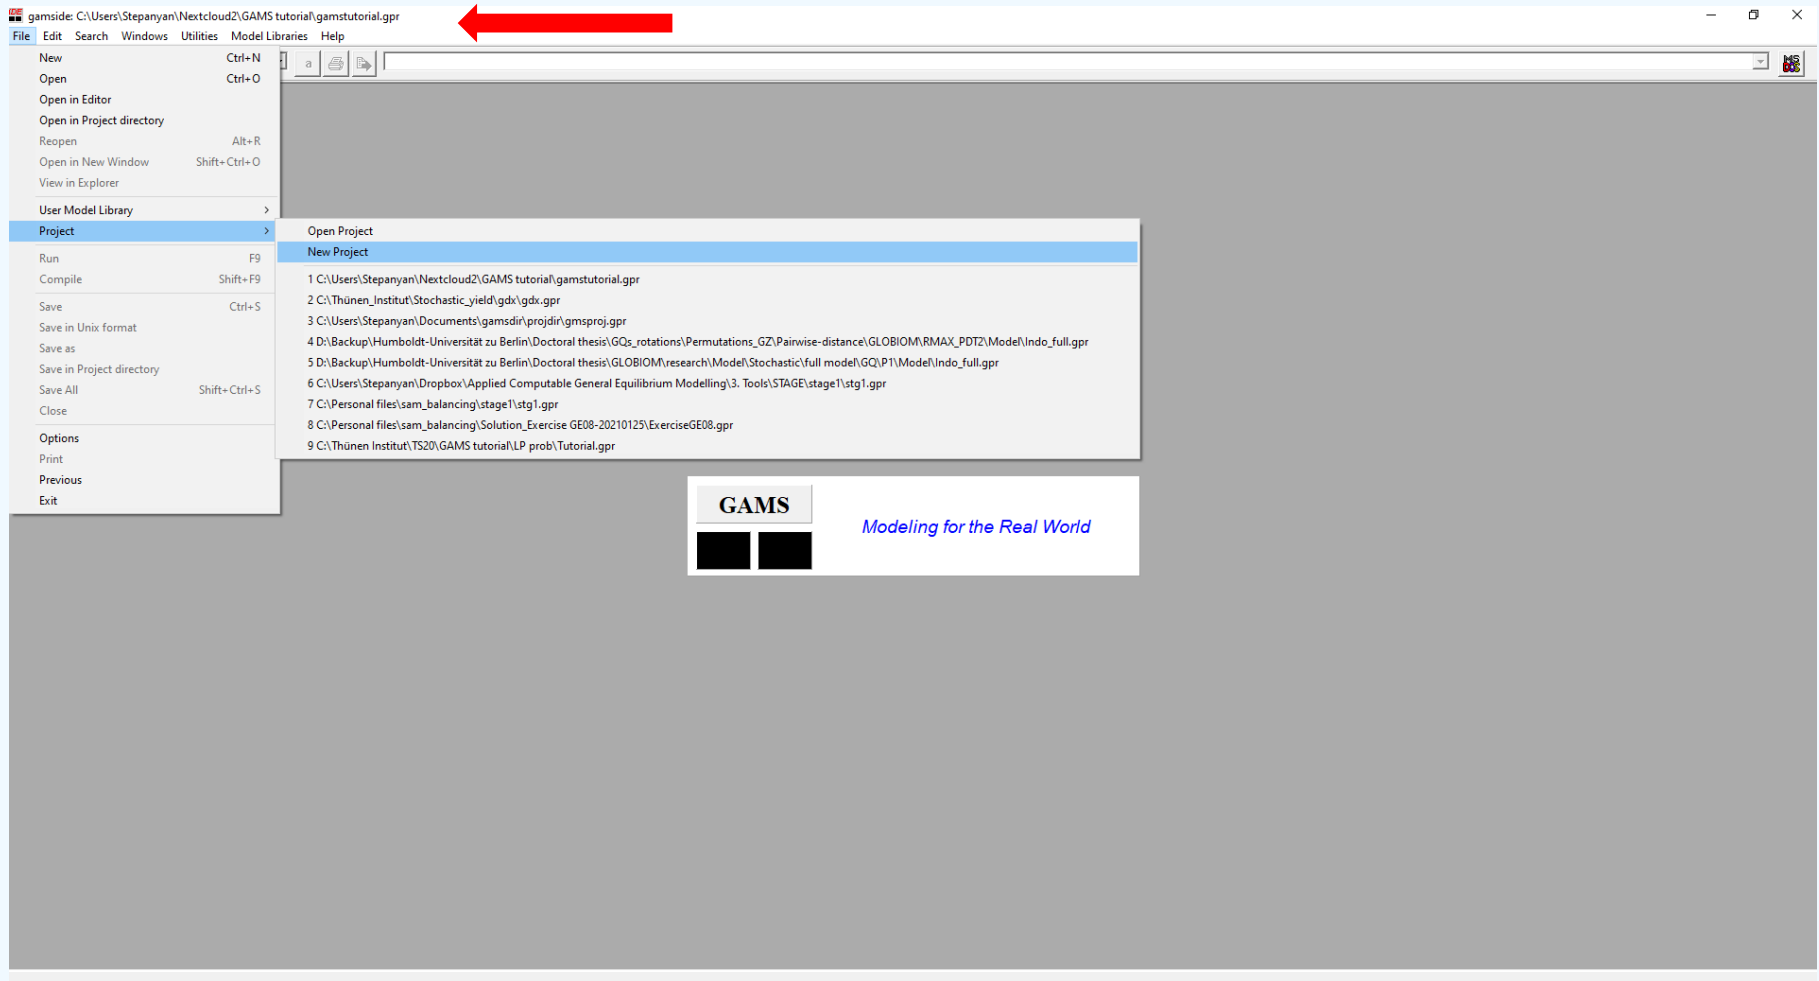 gamside: C:\Users\Stepanyan\Nextcloud2\GAMS tutorial\gamstutorial.gpr
File Edit Search Windows Utilities Model Libraries Help
a
New Ctrl+N
Open Ctrl+O
Open in Editor
Open in Project directory
Reopen Alt+R
Open in New Window Shift+Ctrl+O
View in Explorer
User Model Library
Project
Run F9
Compile Shift+F9
Save Ctrl+S
Save in Unix format
Save as
Save in Project directory
Save All Shift+Ctrl+S
Close
Options
Print
Previous
Exit
Open Project
New Project
1 C:\Users\Stepanyan\Nextcloud2\GAMS tutorial\gamstutorial.gpr
2 C:\Thünen_Institut\Stochastic_yield\gdx\gdx.gpr
3 C:\Users\Stepanyan\Documents\gamsdir\projdir\gmsproj.gpr
4 D:\Backup\Humboldt-Universität zu Berlin\Doctoral thesis\GQs_rotations\Permutations_GZ\Pairwise-distance\GLOBIOM\RMAX_PDT2\Model\Indo_full.gpr
5 D:\Backup\Humboldt-Universität zu Berlin\Doctoral thesis\GLOBIOM\research\Model\Stochastic\full model\GQ\P1\Model\Indo_full.gpr
6 C:\Users\Stepanyan\Dropbox\Applied Computable General Equilibrium Modelling\3. Tools\STAGE\stage1\stg1.gpr
7 C:\Personal files\sam_balancing\stage1\stg1.gpr
8 C:\Personal files\sam_balancing\Solution_Exercise GE08-20210125\ExerciseGE08.gpr
9 C:\Thünen Institut\TS20\GAMS tutorial\LP prob\Tutorial.gpr
GAMS
Modeling for the Real World